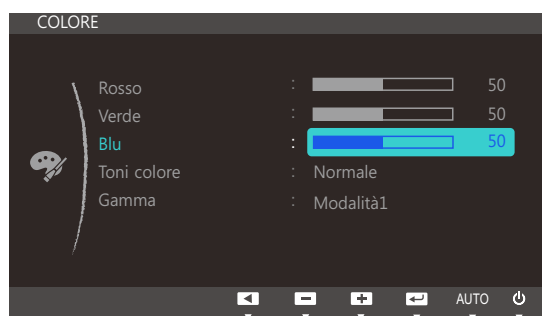 COLORE
Rosso : 50
Verde : 50
Blu : 50
Toni colore : Normale
Gamma : Modalità1
AUTO